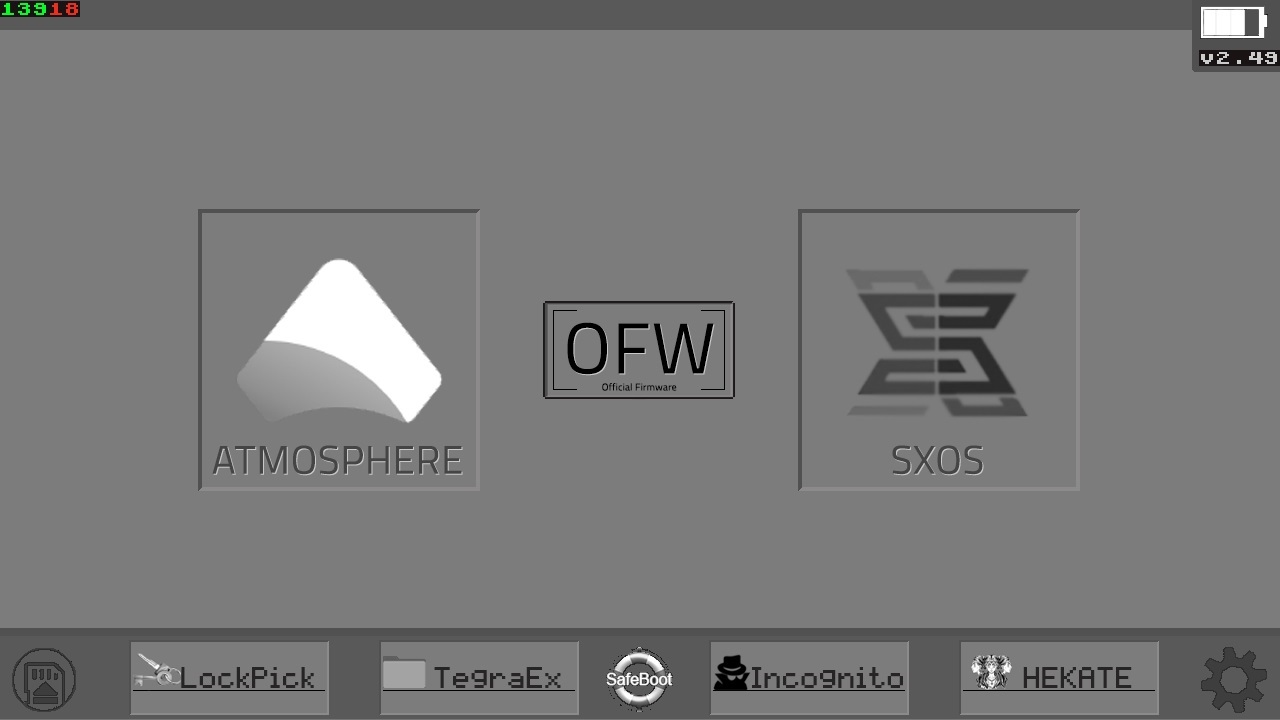 13918
v2.49
OFW
Official Firmware
ATMOSPHERE
SXOS
LockPick
TegraEx
SafeBoot
Incognito
HEKATE